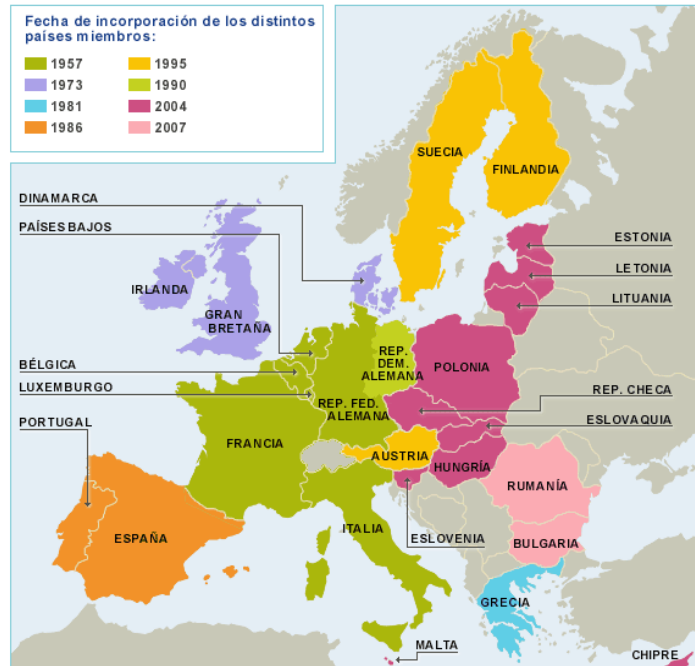 Fecha de incorporación de los distintos
países miembros:
1957
1995
1973
1990
1981
2004
1986
2007
SUECIA
FINLANDIA
DINAMARCA
PAÍSES BAJOS
ESTONIA
LETONIA
LITUANIA
IRLANDA
GRAN
BRETAÑA
BÉLGICA
LUXEMBURGO
PORTUGAL
REP.
DEM.
ALEMANA
POLONIA
REP. CHECA
REP. FED.
ALEMANA
ESLOVAQUIA
FRANCIA
AUSTRIA
HUNGRÍA
RUMANÍA
ESPAÑA
ITALIA
ESLOVENIA
BULGARIA
GRECIA
MALTA
CHIPRE